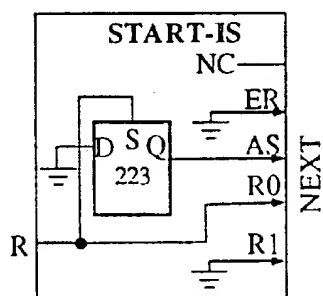 START-IS
NC
ER
D S Q
AS
223
R0
R
R1
NEXT